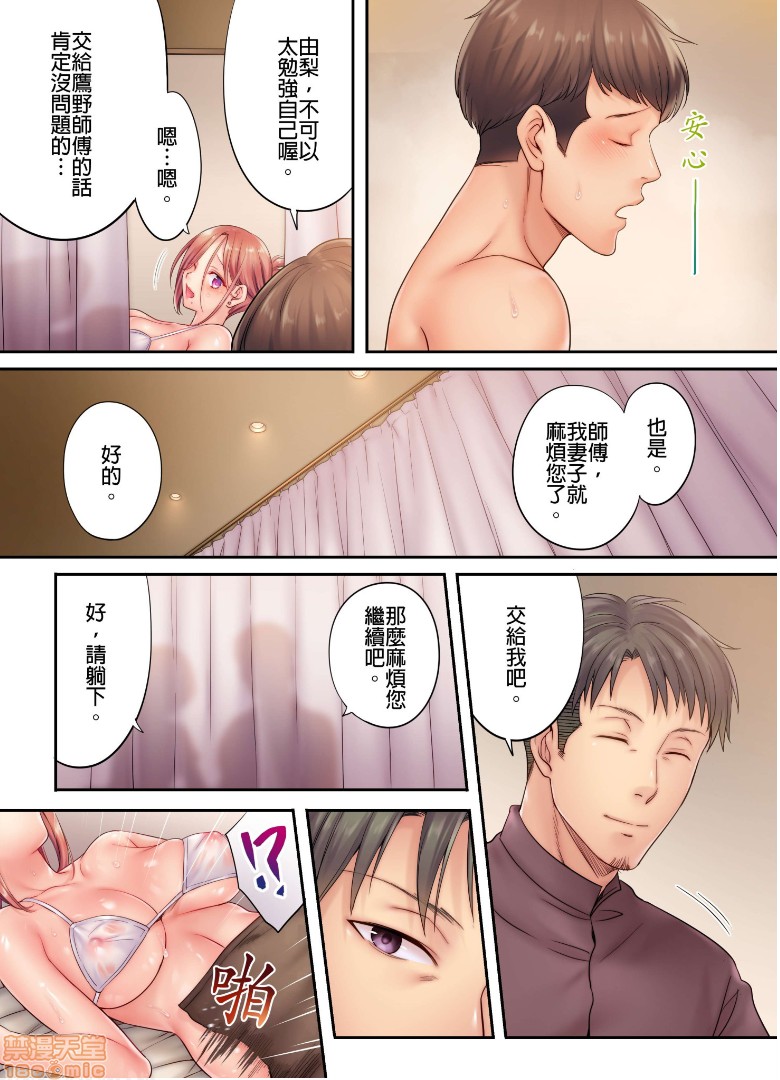 安心
由梨，不可以
太勉強自己喔。
嗯…嗯。
交給鷹野師傅的話
肯定沒問題的…
也是。
師傅，
我妻子就
麻煩您了。
好的。
交給我吧。
那麼麻煩您
繼續吧。
好，請躺下。
!?
啪
禁漫天堂
18comic